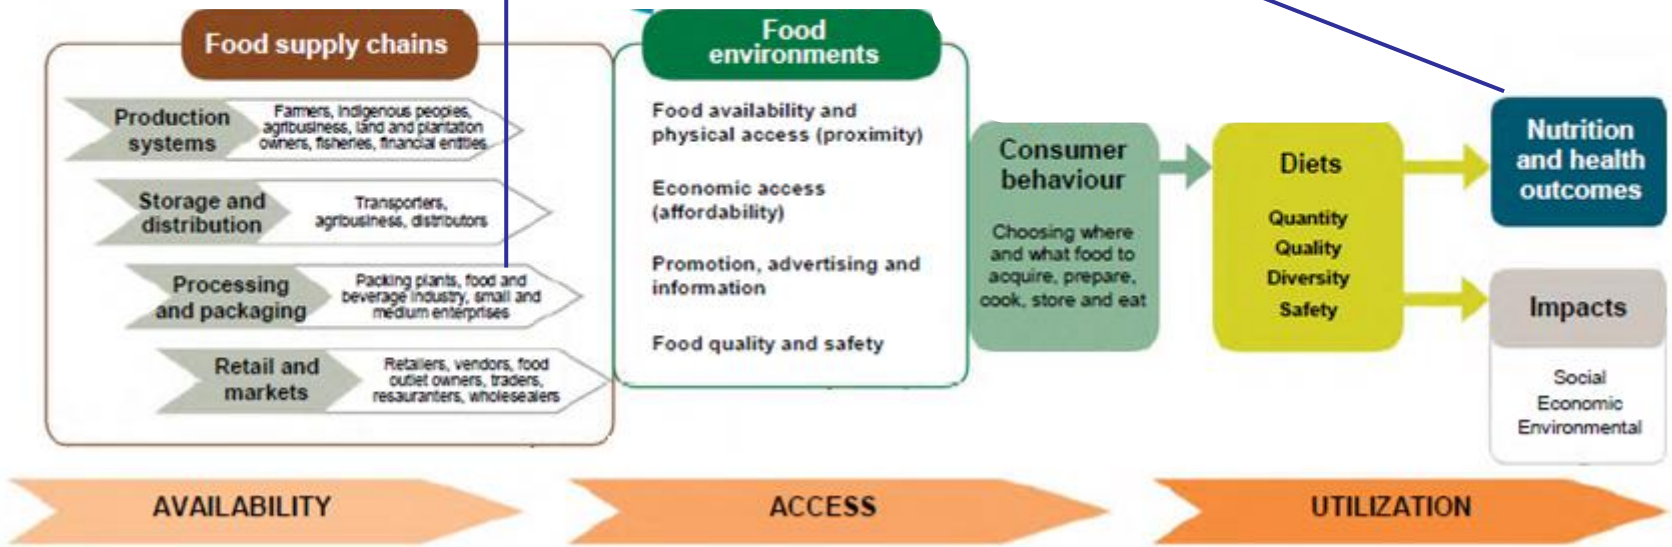 Food supply chains
Production
systems
Farmers, indigenous peoples,
agribusiness, land and plantation
owners, fisheries, financial entities
Storage and
distribution
Transporters,
agribusiness, distributors
Processing
and packaging
Packing plants, food and
beverage industry, small and
medium enterprises
Retail and
markets
Retailers, vendors, food
outlet owners, traders,
resauranters, wholesealers
Food
environments
Food availability and
physical access (proximity)
Economic access
(affordability)
Promotion, advertising and
information
Food quality and safety
Consumer
behaviour
Choosing where
and what food to
acquire, prepare,
cook, store and eat
Diets
Quantity
Quality
Diversity
Safety
Nutrition
and health
outcomes
Impacts
Social
Economic
Environmental
AVAILABILITY
ACCESS
UTILIZATION